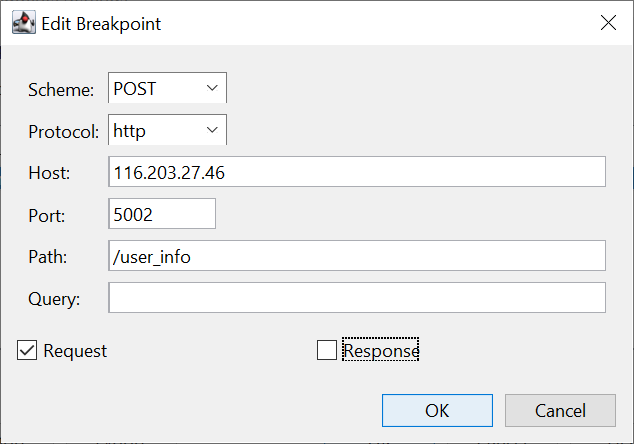 Edit Breakpoint
Scheme: POST
Protocol: http
Host: 116.203.27.46
Port: 5002
Path: /user_info
Query:
Request Response
OK Cancel